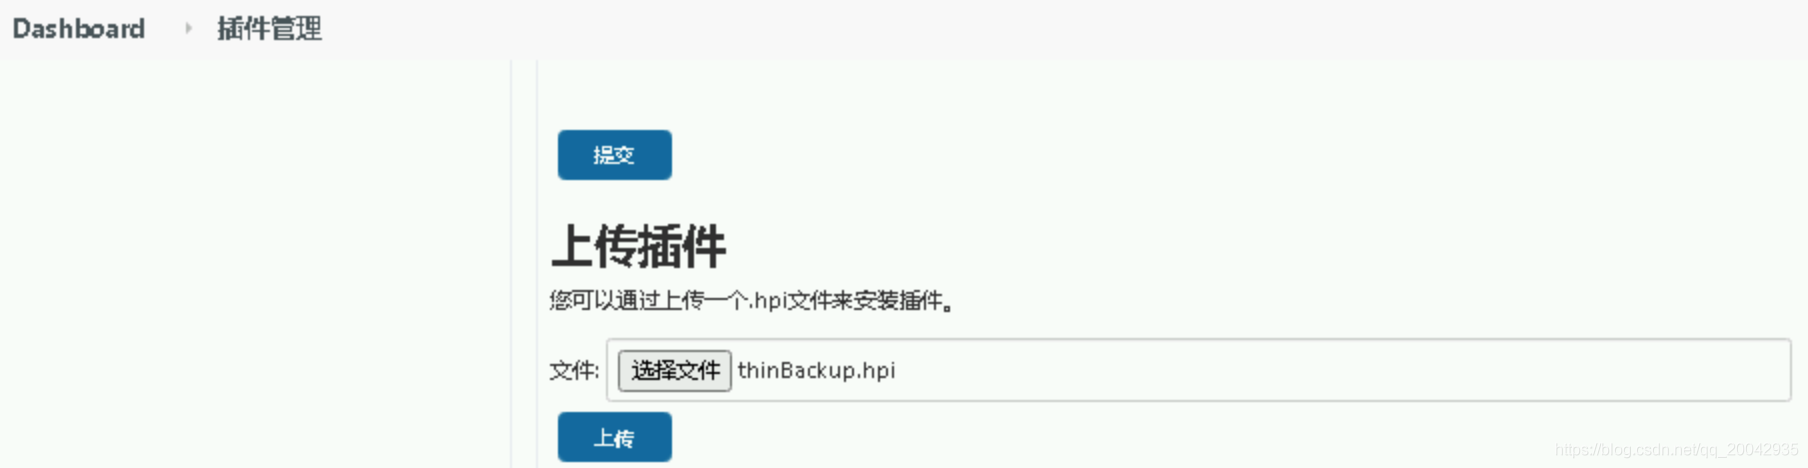 Dashboard 插件管理
提交
上传插件
您可以通过上传一个.hpi文件来安装插件。
文件: 选择文件 thinBackup.hpi
上传
https://blog.csdn.net/qq_20042935